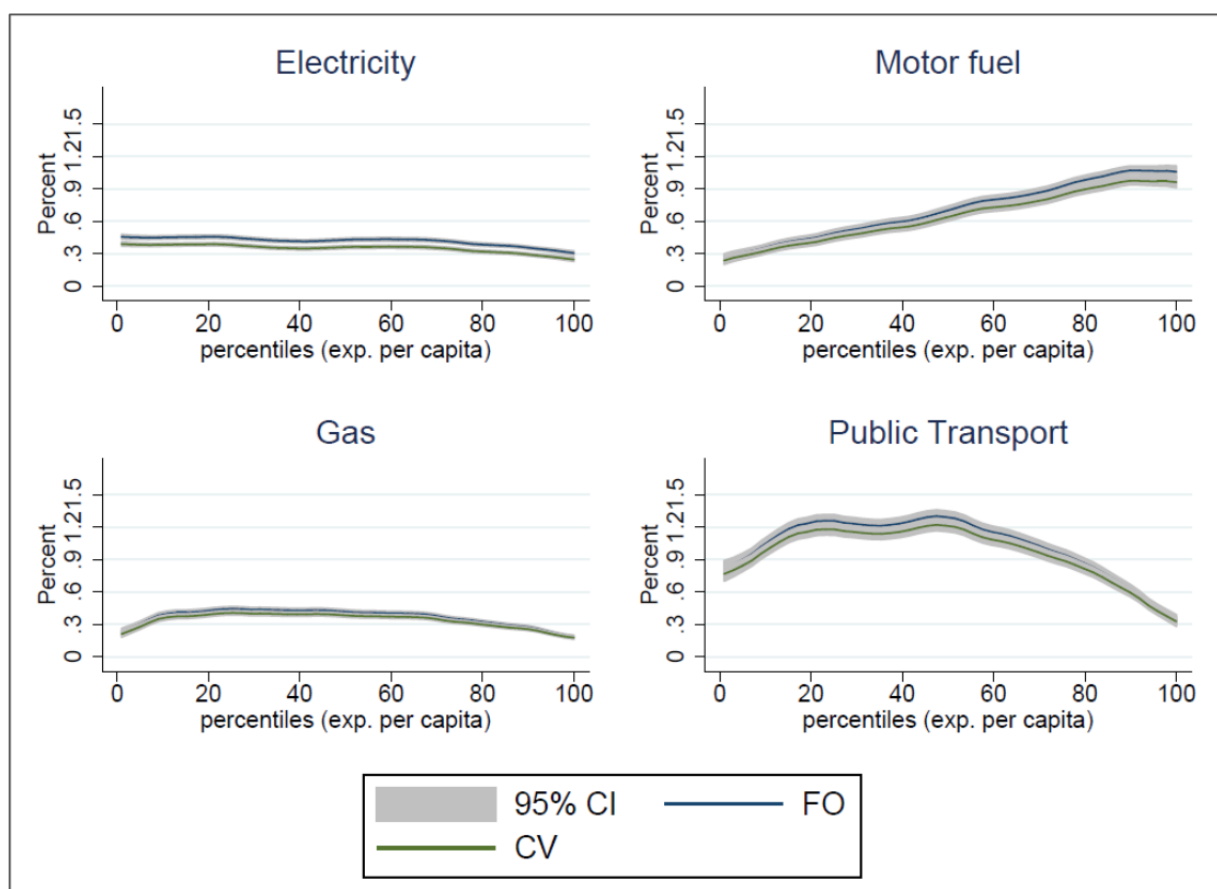 Electricity
Percent
0 .3 .6 .9 1.2 1.5
0 20 40 60 80 100
percentiles (exp. per capita)
Motor fuel
Percent
0 .3 .6 .9 1.2 1.5
0 20 40 60 80 100
percentiles (exp. per capita)
Gas
Percent
0 .3 .6 .9 1.2 1.5
0 20 40 60 80 100
percentiles (exp. per capita)
Public Transport
Percent
0 .3 .6 .9 1.2 1.5
0 20 40 60 80 100
percentiles (exp. per capita)
95% CI FO
CV